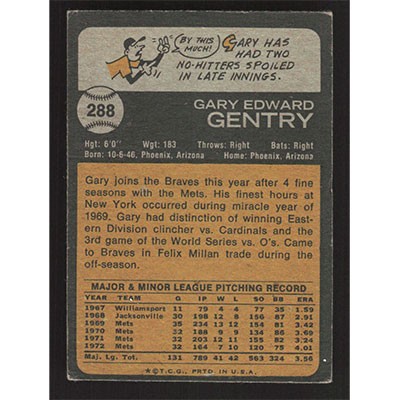 (BY THIS MUCH!)
GARY HAS
HAD TWO
NO-HITTERS SPOILED
IN LATE INNINGS.
288
GARY EDWARD
GENTRY
Hgt: 6'0" Wgt: 183 Throws: Right Bats: Right
Born: 10-6-46, Phoenix, Arizona Home: Phoenix, Arizona
Gary joins the Braves this year after 4 fine
seasons with the Mets. His finest hours at
New York occurred during miracle year of
1969. Gary had distinction of winning East-
ern Division clincher vs. Cardinals and the
3rd game of the World Series vs. O's. Came
to Braves in Felix Millan trade during the
off-season.
MAJOR & MINOR LEAGUE PITCHING RECORD
YEAR TEAM G IP W L SO BB ERA
1967 Williamsport 11 79 4 4 77 35 1.59
1968 Jacksonville 30 198 12 8 156 87 2.91
1969 Mets 35 234 13 12 154 81 3.42
1970 Mets 32 188 9 9 134 86 3.69
1971 Mets 32 203 12 11 155 82 3.24
1972 Mets 32 164 7 10 120 75 4.01
Maj. Lg. Tot. 131 789 41 42 563 324 3.56
★©T.C.G., PRTD. IN U.S.A.